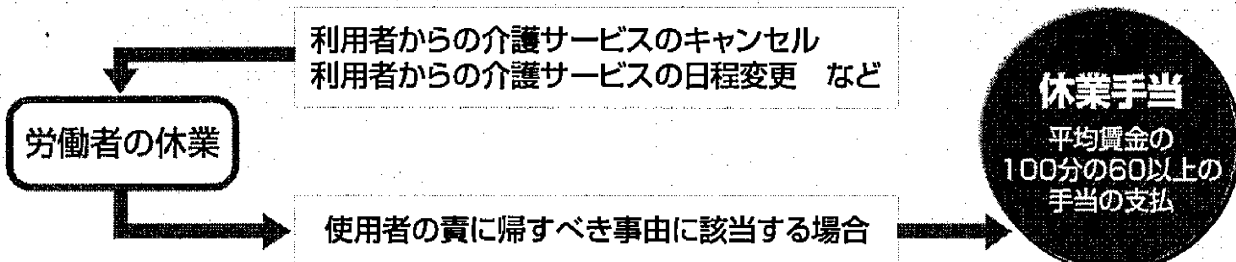 利用者からの介護サービスのキャンセル
利用者からの介護サービスの日程変更　など
労働者の休業
使用者の責に帰すべき事由に該当する場合
休業手当
平均賃金の
100分の60以上の
手当の支払